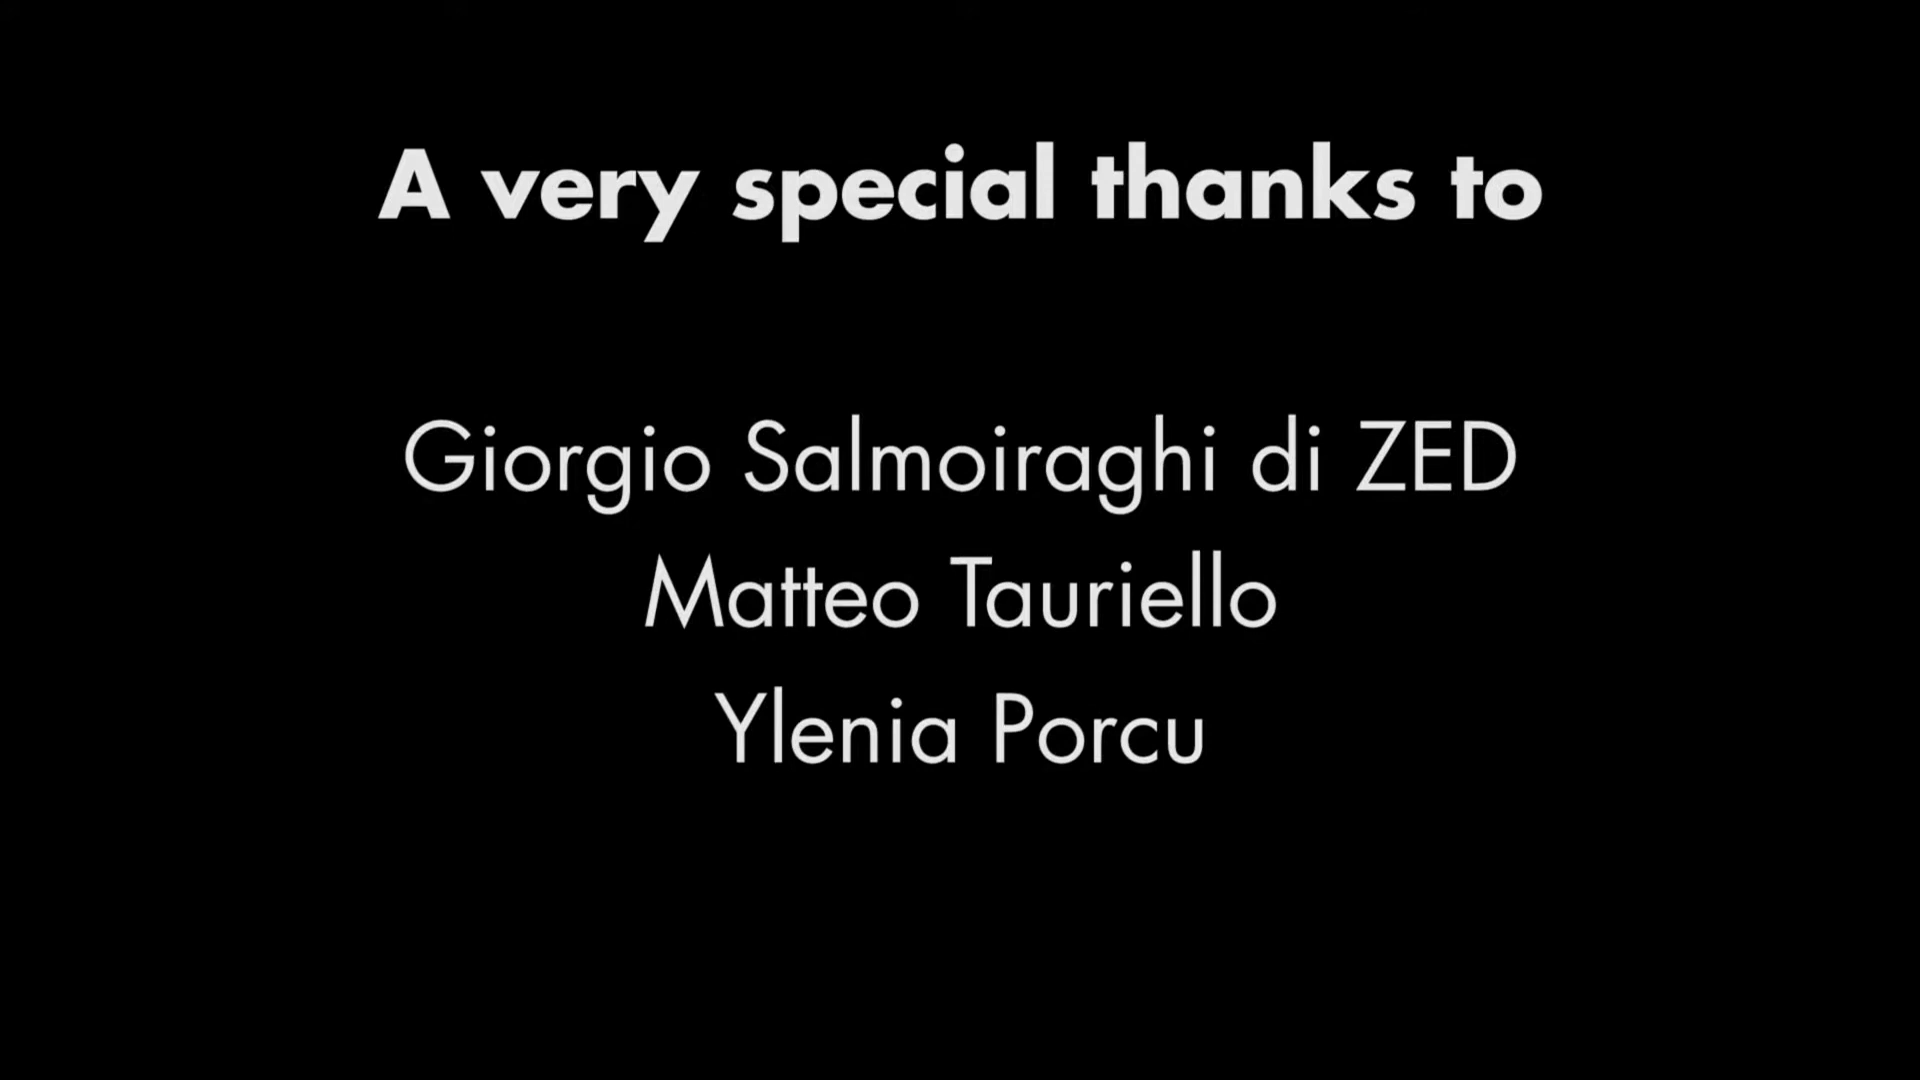 A very special thanks to
Giorgio Salmoiraghi di ZED
Matteo Tauriello
Ylenia Porcu